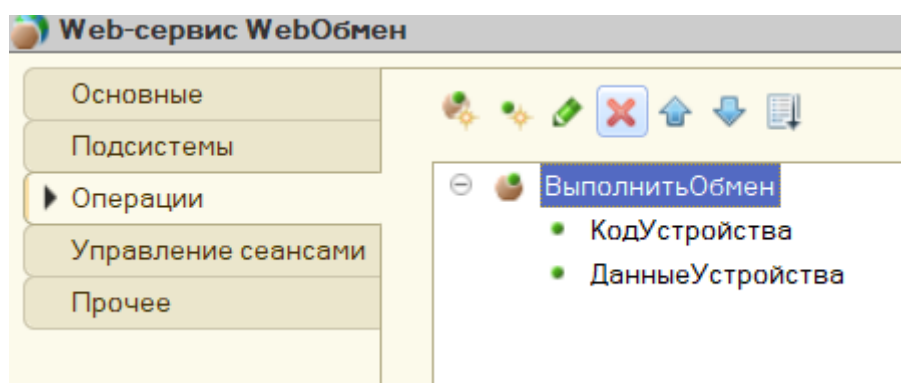 Web-сервис WebОбмен
Основные
Подсистемы
Операции
Управление сеансами
Прочее
ВыполнитьОбмен
КодУстройства
ДанныеУстройства